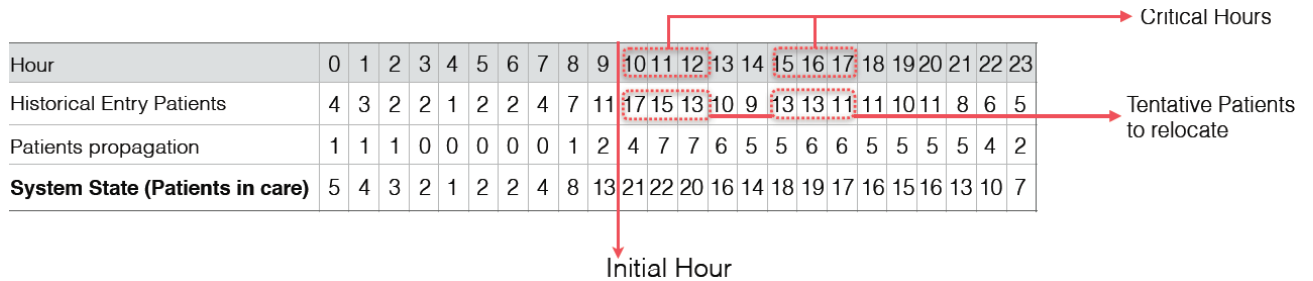 Critical Hours
Hour 0 1 2 3 4 5 6 7 8 9 10 11 12 13 14 15 16 17 18 19 20 21 22 23
Historical Entry Patients 4 3 2 2 1 2 2 4 7 11 17 15 13 10 9 13 13 11 11 10 11 8 6 5
Tentative Patients
to relocate
Patients propagation 1 1 1 0 0 0 0 0 1 2 4 7 7 6 5 5 6 6 5 5 5 5 4 2
System State (Patients in care) 5 4 3 2 1 2 2 4 8 13 21 22 20 16 14 18 19 17 16 15 16 13 10 7
Initial Hour